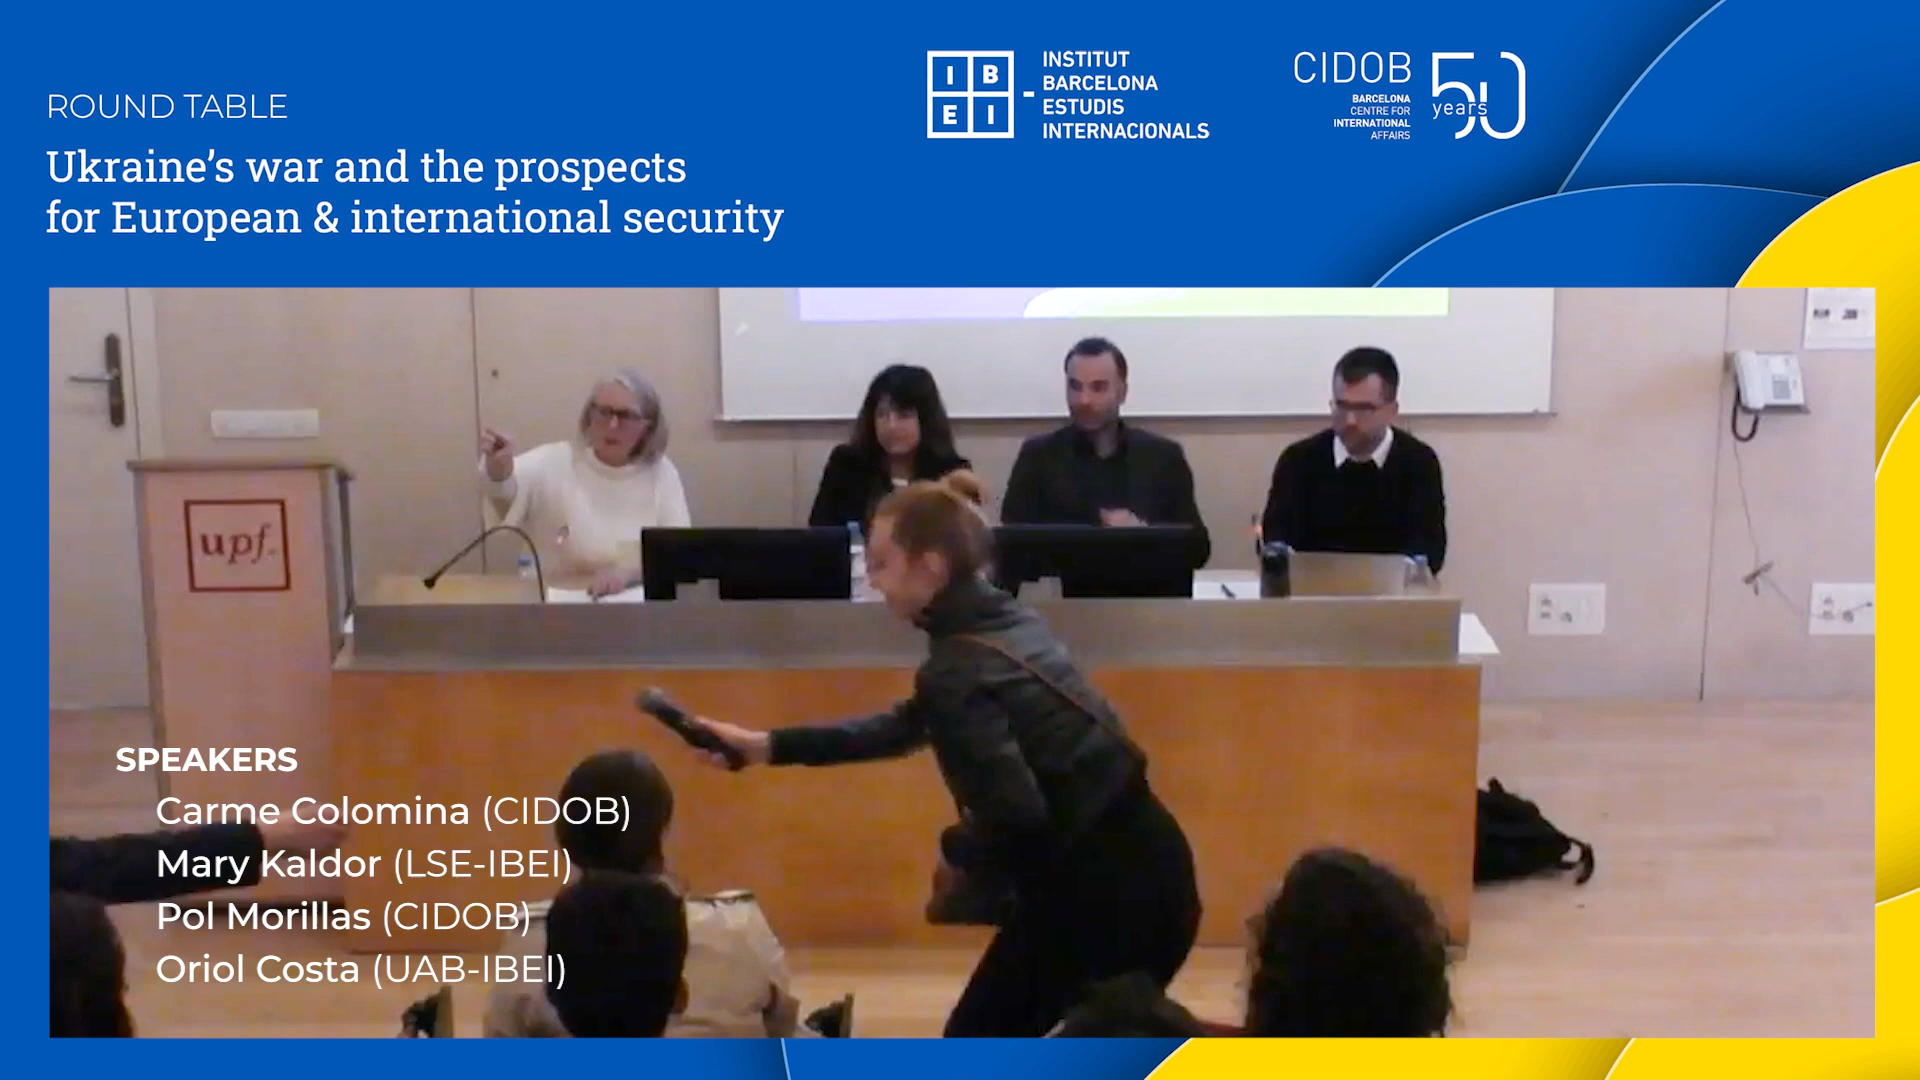 ROUND TABLE
Ukraine's war and the prospects
for European & international security
I B
E I
INSTITUT
BARCELONA
ESTUDIS
INTERNACIONALS
CIDOB
BARCELONA
CENTRE FOR
INTERNATIONAL
AFFAIRS
50
years
upf.
SPEAKERS
Carme Colomina (CIDOB)
Mary Kaldor (LSE-IBEI)
Pol Morillas (CIDOB)
Oriol Costa (UAB-IBEI)